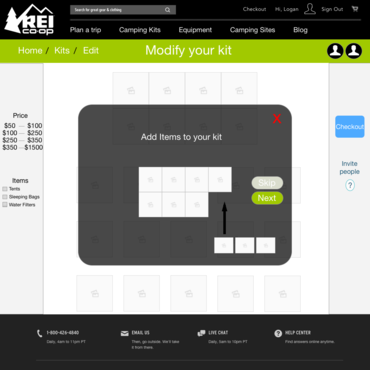 REI
CO·OP
Search for great gear & clothing
Checkout Hi, Logan Sign Out
Plan a trip Camping Kits Equipment Camping Sites Blog
Home / Kits / Edit
Modify your kit
Price
$50 — $100
$100 — $250
$250 — $350
$350 — $1500
Items
Tents
Sleeping Bags
Water Filters
X
Add Items to your kit
Skip
Next
Checkout
Invite
people
?
1-800-426-4840
Daily, 5am to 11pm PT
EMAIL US
Then, go outside. We'll take
it from there.
LIVE CHAT
Daily, 5am to 10pm PT
HELP CENTER
Find answers online anytime.